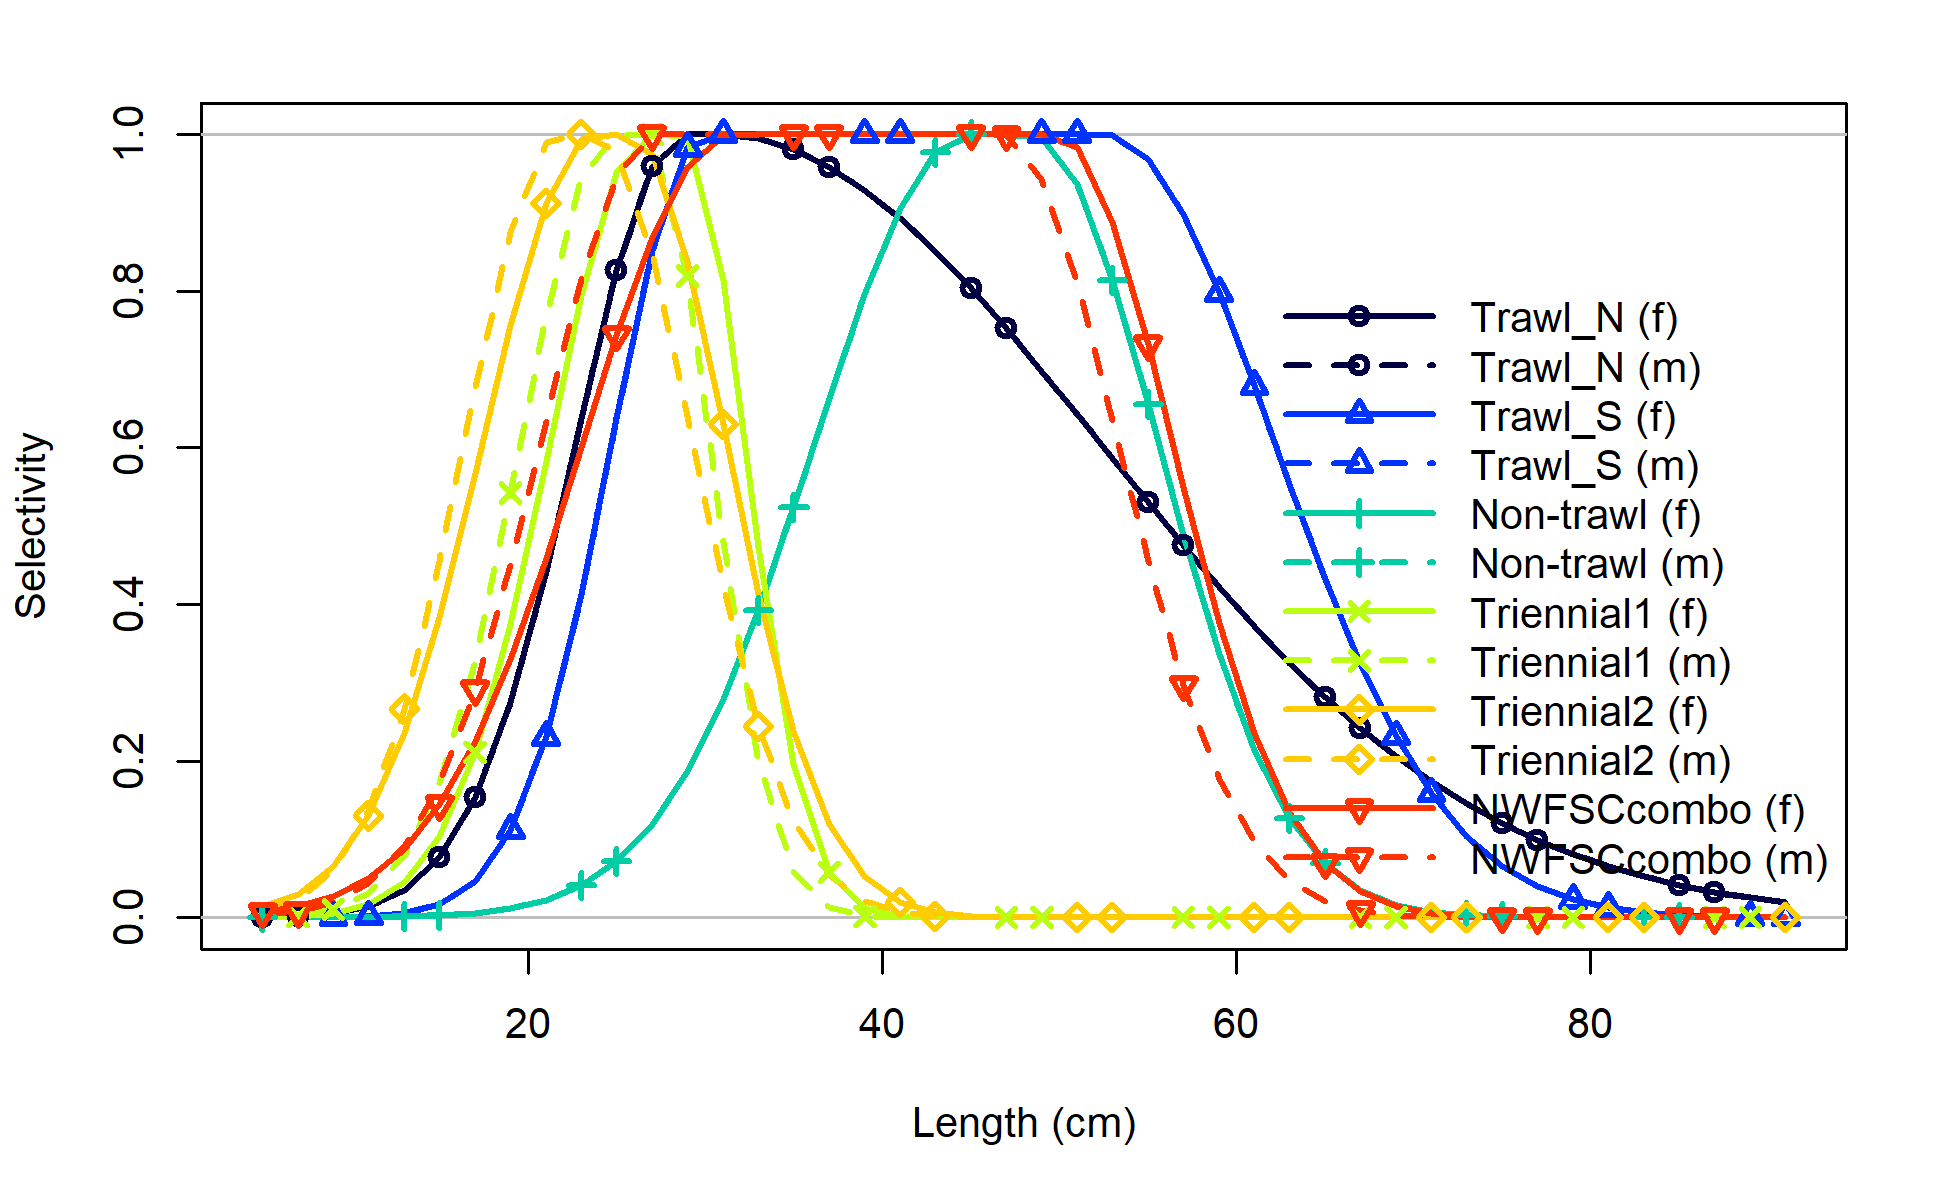 1.0
0.8
0.6
0.4
0.2
0.0
Selectivity
Trawl_N (f)
Trawl_N (m)
Trawl_S (f)
Trawl_S (m)
Non-trawl (f)
Non-trawl (m)
Triennial1 (f)
Triennial1 (m)
Triennial2 (f)
Triennial2 (m)
NWFSCcombo (f)
NWFSCcombo (m)
20 40 60 80
Length (cm)